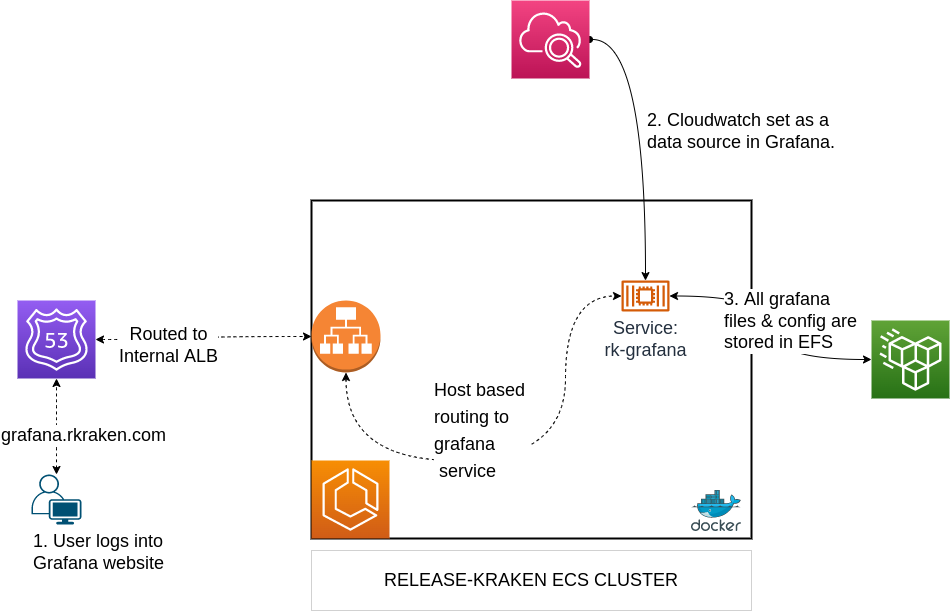 2. Cloudwatch set as a
data source in Grafana.
53
Routed to
Internal ALB
grafana.rkraken.com
1. User logs into
Grafana website
Host based
routing to
grafana
service
Service:
rk-grafana
3. All grafana
files & config are
stored in EFS
docker
RELEASE-KRAKEN ECS CLUSTER